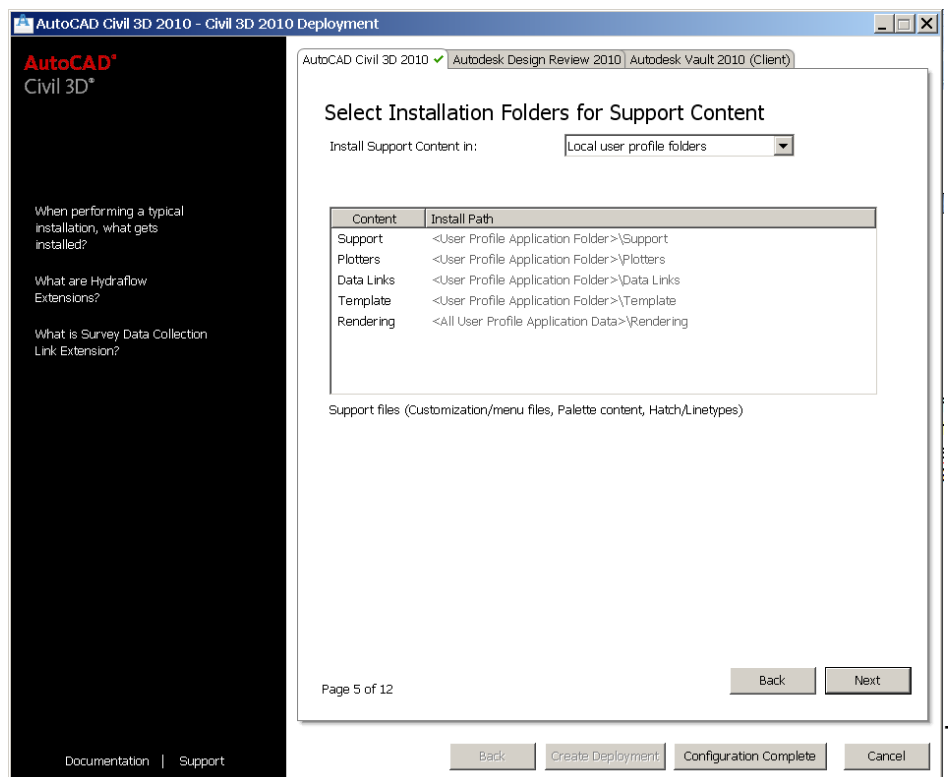 AutoCAD Civil 3D 2010 - Civil 3D 2010 Deployment
AutoCAD®
Civil 3D®
When performing a typical
installation, what gets
installed?
What are Hydraflow
Extensions?
What is Survey Data Collection
Link Extension?
Documentation | Support
AutoCAD Civil 3D 2010 Autodesk Design Review 2010 Autodesk Vault 2010 (Client)
Select Installation Folders for Support Content
Install Support Content in: Local user profile folders
Content Install Path
Support <User Profile Application Folder>\Support
Plotters <User Profile Application Folder>\Plotters
Data Links <User Profile Application Folder>\Data Links
Template <User Profile Application Folder>\Template
Rendering <All User Profile Application Data>\Rendering
Support files (Customization/menu files, Palette content, Hatch/Linetypes)
Page 5 of 12
Back Next
Back Create Deployment Configuration Complete Cancel